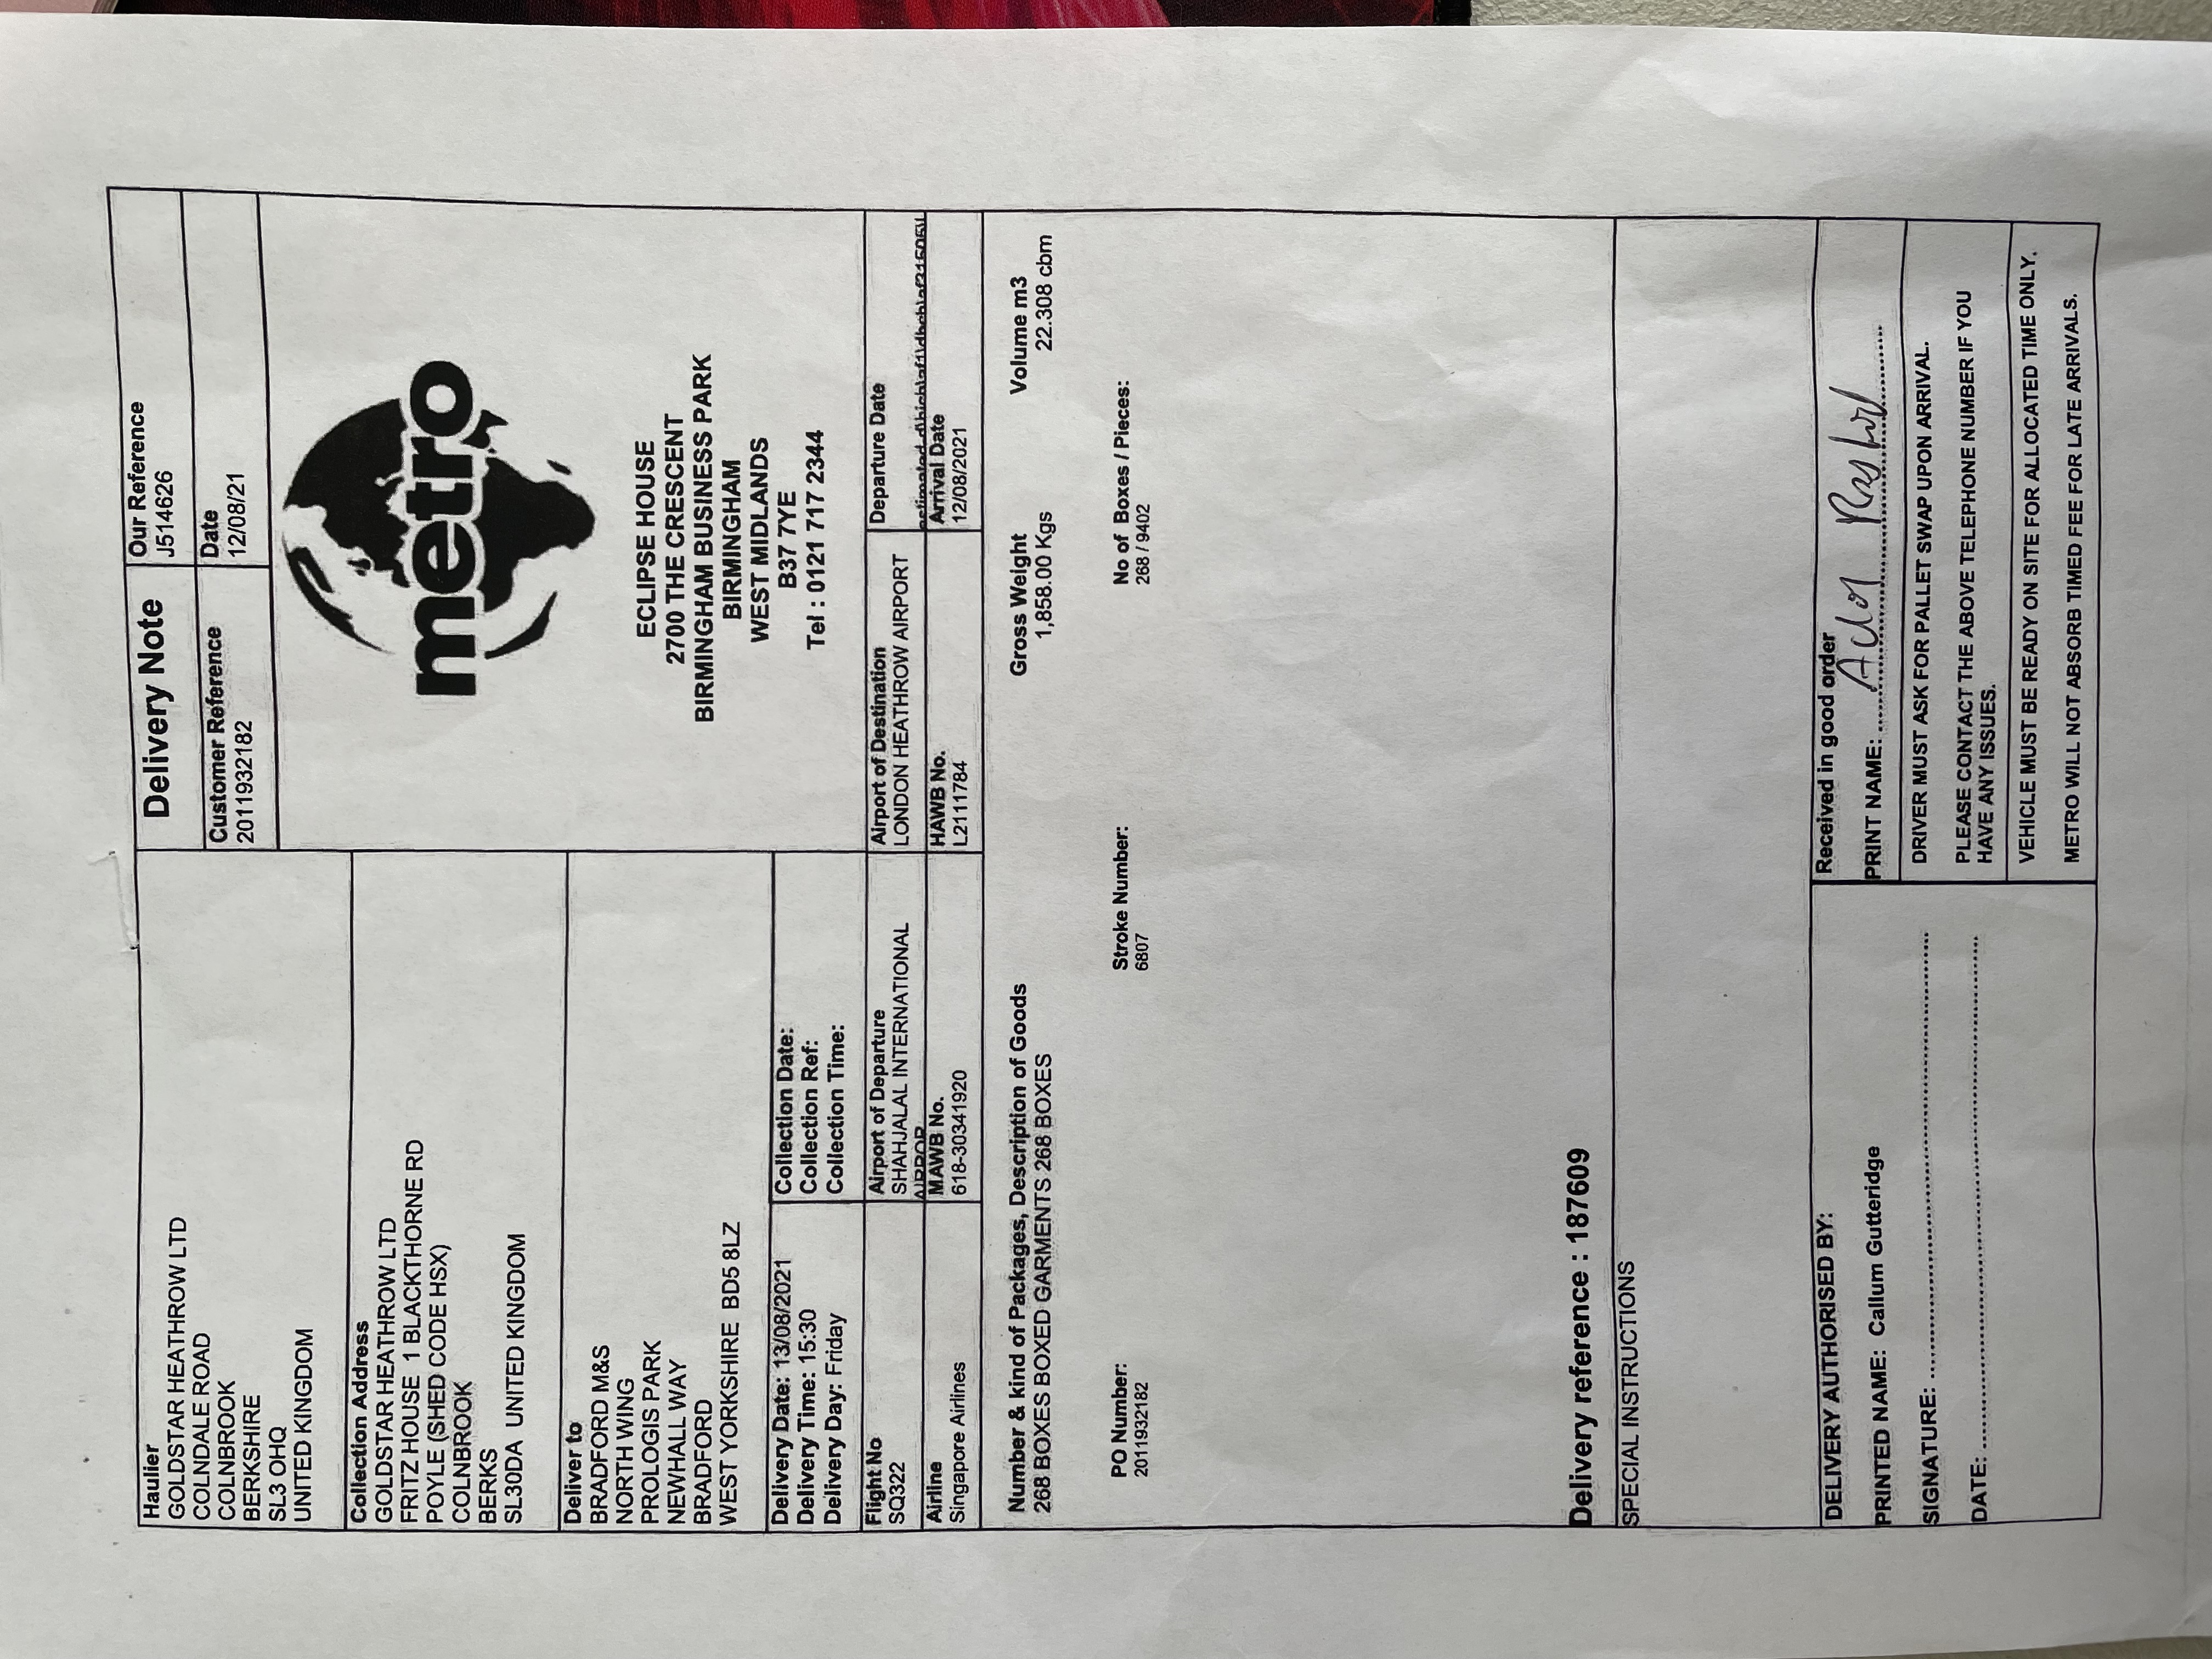 Haulier
GOLDSTAR HEATHROW LTD
COLNDALE ROAD
COLNBROOK
BERKSHIRE
SL3 OHQ
UNITED KINGDOM
Delivery Note
Our Reference
J514626
Customer Reference
2011932182
Date
12/08/21
Collection Address
GOLDSTAR HEATHROW LTD
FRITZ HOUSE 1 BLACKTHORNE RD
POYLE (SHED CODE HSX)
COLNBROOK
BERKS
SL30DA UNITED KINGDOM
metro
Deliver to
BRADFORD M&S
NORTH WING
PROLOGIS PARK
NEWHALL WAY
BRADFORD
WEST YORKSHIRE BD5 8LZ
ECLIPSE HOUSE
2700 THE CRESCENT
BIRMINGHAM BUSINESS PARK
BIRMINGHAM
WEST MIDLANDS
B37 7YE
Tel : 0121 717 2344
Delivery Date: 13/08/2021
Delivery Time: 15:30
Delivery Day: Friday
Collection Date:
Collection Ref:
Collection Time:
Flight No
SQ322
Airport of Departure
SHAHJALAL INTERNATIONAL
AIRPOR
Airport of Destination
LONDON HEATHROW AIRPORT
Departure Date
Airline
Singapore Airlines
MAWB No.
618-30341920
HAWB No.
L2111784
Arrival Date
12/08/2021
Number & kind of Packages, Description of Goods
268 BOXES BOXED GARMENTS 268 BOXES
Gross Weight
1,858.00 Kgs
Volume m3
22.308 cbm
PO Number:
2011932182
Stroke Number:
6807
No of Boxes / Pieces:
268 / 9402
Delivery reference : 187609
SPECIAL INSTRUCTIONS
DELIVERY AUTHORISED BY:
PRINTED NAME: Callum Gutteridge
SIGNATURE:
DATE:
Received in good order
PRINT NAME:
DRIVER MUST ASK FOR PALLET SWAP UPON ARRIVAL.
PLEASE CONTACT THE ABOVE TELEPHONE NUMBER IF YOU
HAVE ANY ISSUES.
VEHICLE MUST BE READY ON SITE FOR ALLOCATED TIME ONLY.
METRO WILL NOT ABSORB TIMED FEE FOR LATE ARRIVALS.